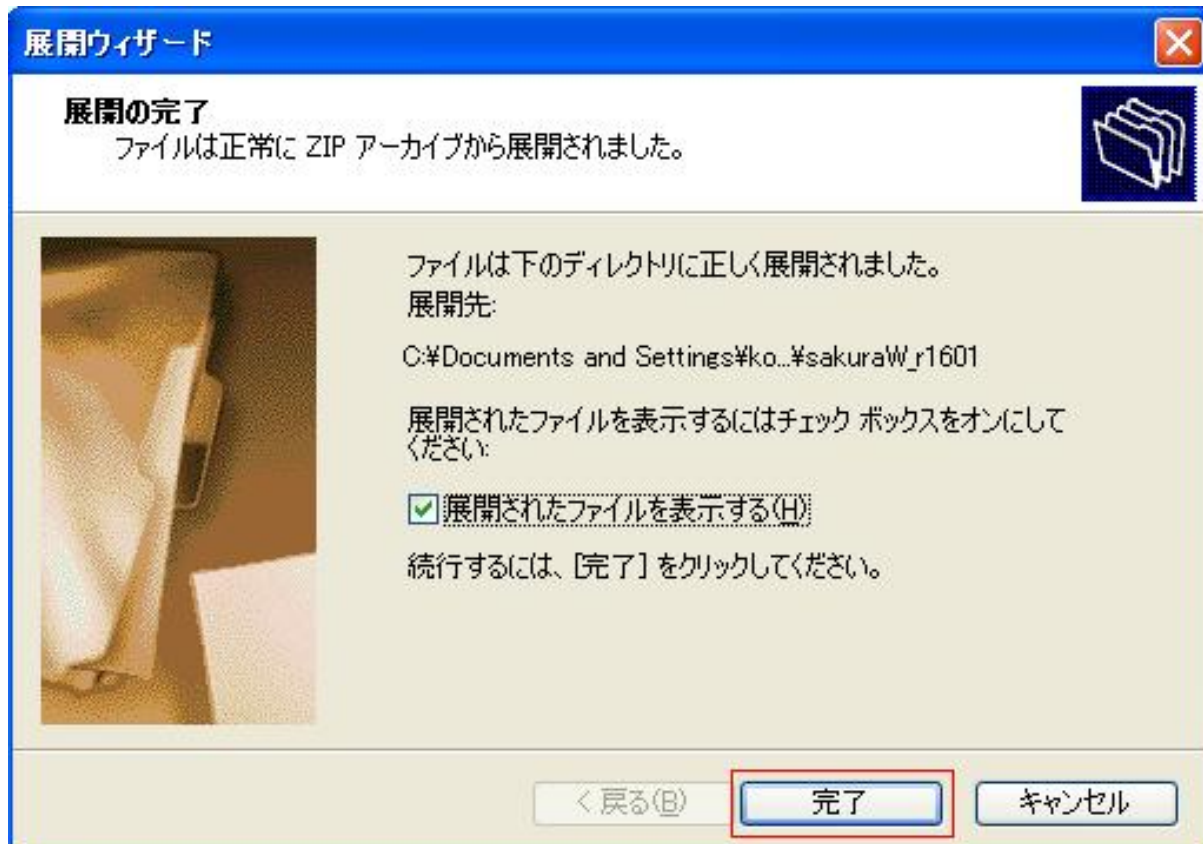 展開ウィザード
展開の完了
ファイルは正常に ZIP アーカイブから展開されました。
ファイルは下のディレクトリに正しく展開されました。
展開先:
C:¥Documents and Settings¥ko...¥sakuraW_r1601
展開されたファイルを表示するにはチェック ボックスをオンにして
ください:
展開されたファイルを表示する(H)
続行するには、[完了] をクリックしてください。
< 戻る(B)
完了
キャンセル